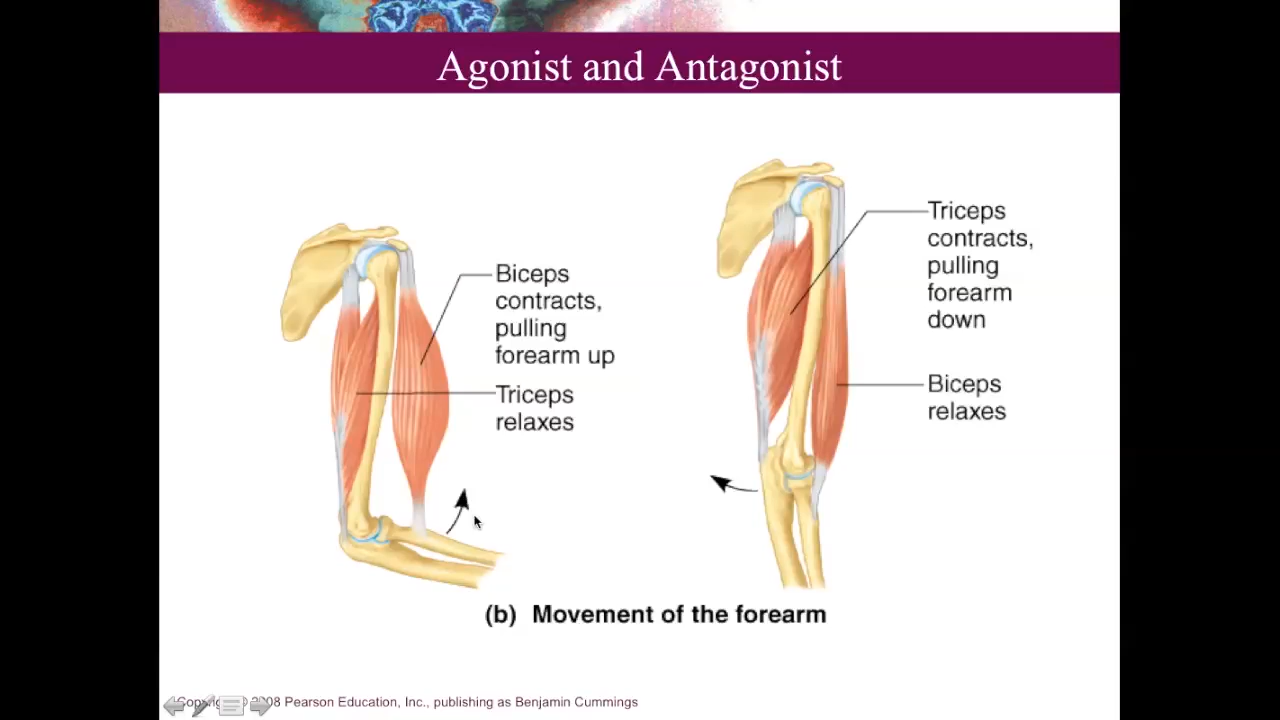 Agonist and Antagonist
Biceps
contracts,
pulling
forearm up
Triceps
relaxes
Triceps
contracts,
pulling
forearm
down
Biceps
relaxes
(b) Movement of the forearm
Pearson Education, Inc., publishing as Benjamin Cummings